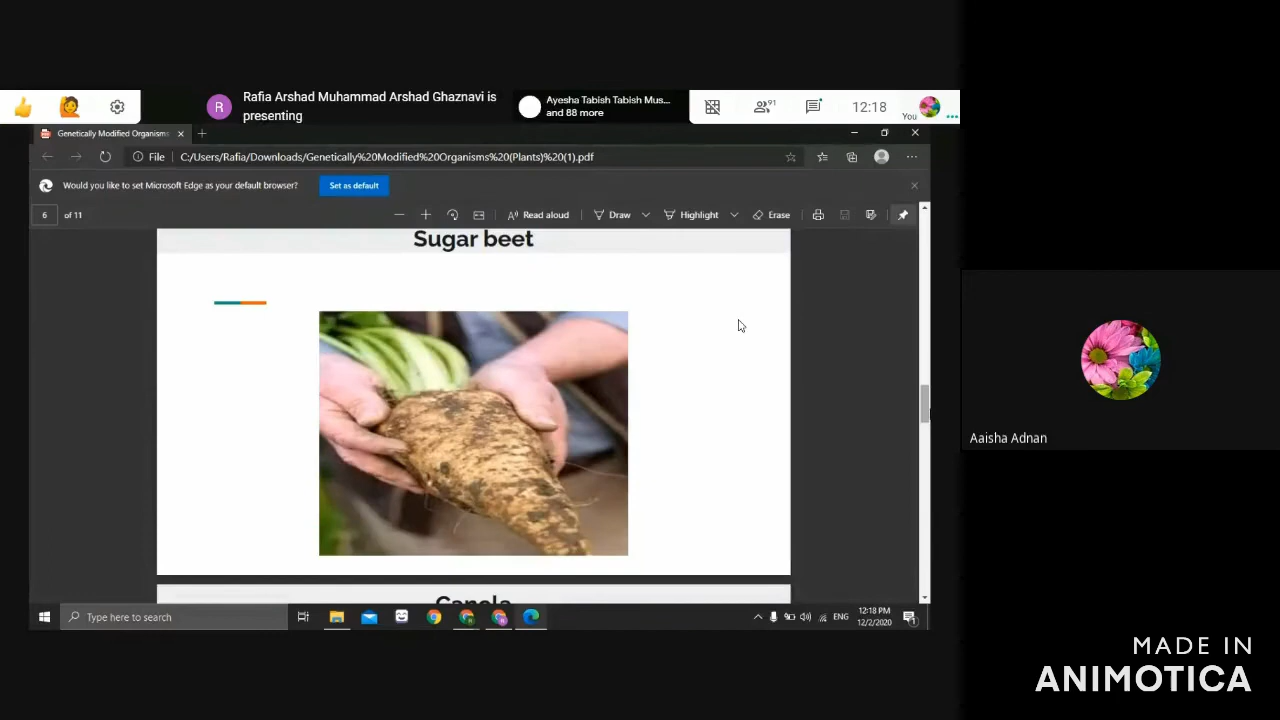 Rafia Arshad Muhammad Arshad Ghaznavi is
presenting
Ayesha Tabish Tabish Mus...
and 88 more
91
12:18
You
Genetically Modified Organisms
File
C:/Users/Rafia/Downloads/Genetically%20Modified%20Organisms%20(Plants)%20(1).pdf
Would you like to set Microsoft Edge as your default browser?
Set as default
6 of 11
Read aloud
Draw
Highlight
Erase
Sugar beet
Aaisha Adnan
Canola
Type here to search
ENG
12:18 PM
12/2/2020
MADE IN
ANIMOTICA